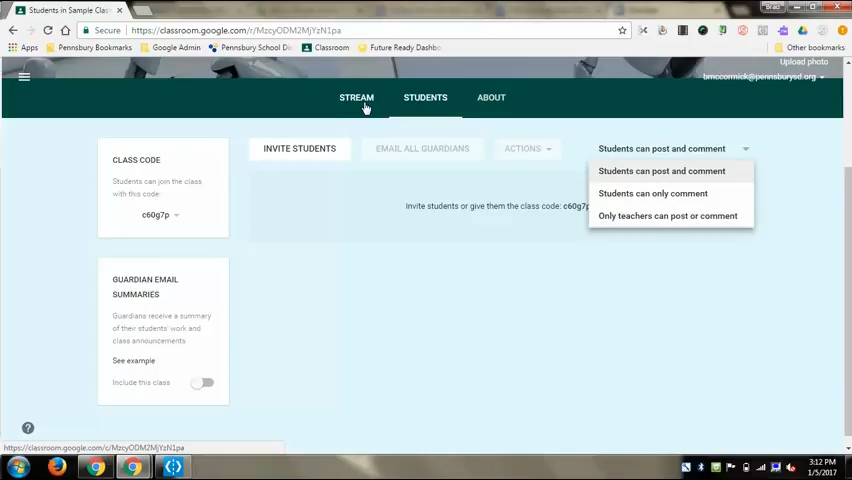 Students in Sample Class
Brad
Secure
https://classroom.google.com/r/MzcyODM2MjYzN1pa
Apps
Pennsbury Bookmarks
Google Admin
Pennsbury School Dis
Classroom
Future Ready Dashbo
Other bookmarks
Upload photo
bmccormick@pennsburysd.org
STREAM
STUDENTS
ABOUT
CLASS CODE
Students can join the class
with this code:
c60g7p
INVITE STUDENTS
EMAIL ALL GUARDIANS
ACTIONS
Students can post and comment
Students can post and comment
Students can only comment
Only teachers can post or comment
Invite students or give them the class code: c60g7p
GUARDIAN EMAIL
SUMMARIES
Guardians receive a summary
of their students' work and
class announcements
See example
Include this class
https://classroom.google.com/c/MzcyODM2MjYzN1pa
3:12 PM
1/5/2017